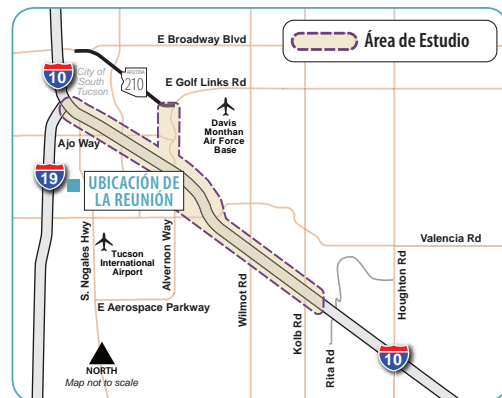 E Broadway Blvd
Área de Estudio
10
City of
South
Tucson
ARIZONA
210
E Golf Links Rd
Davis
Monthan
Air Force
Base
Ajo Way
19
UBICACIÓN DE
LA REUNIÓN
S. Nogales Hwy
Tucson
International
Airport
Alvernon Way
Valencia Rd
Wilmot Rd
Kolb Rd
Rita Rd
Houghton Rd
E Aerospace Parkway
10
NORTH
Map not to scale